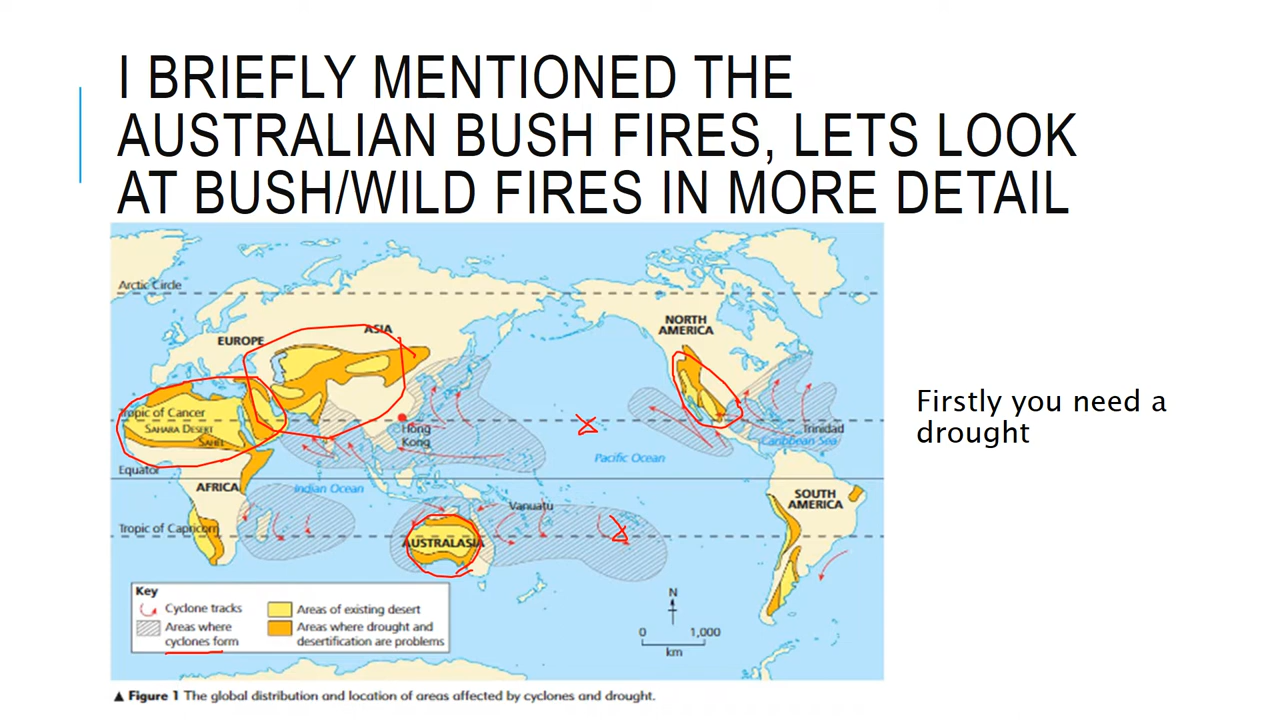 I BRIEFLY MENTIONED THE
AUSTRALIAN BUSH FIRES, LETS LOOK
AT BUSH/WILD FIRES IN MORE DETAIL
Arctic Circle
ASIA
EUROPE
NORTH
AMERICA
Tropic of Cancer
SAHARA DESERT
SAHEL
Hong
Kong
Trinidad
Caribbean Sea
Pacific Ocean
Equator
AFRICA
Indian Ocean
SOUTH
AMERICA
Vanuatu
Tropic of Capricorn
AUSTRALASIA
Key
Cyclone tracks
Areas where
cyclones form
Areas of existing desert
Areas where drought and
desertification are problems
N
0 1,000
km
▲ Figure 1 The global distribution and location of areas affected by cyclones and drought.
Firstly you need a
drought